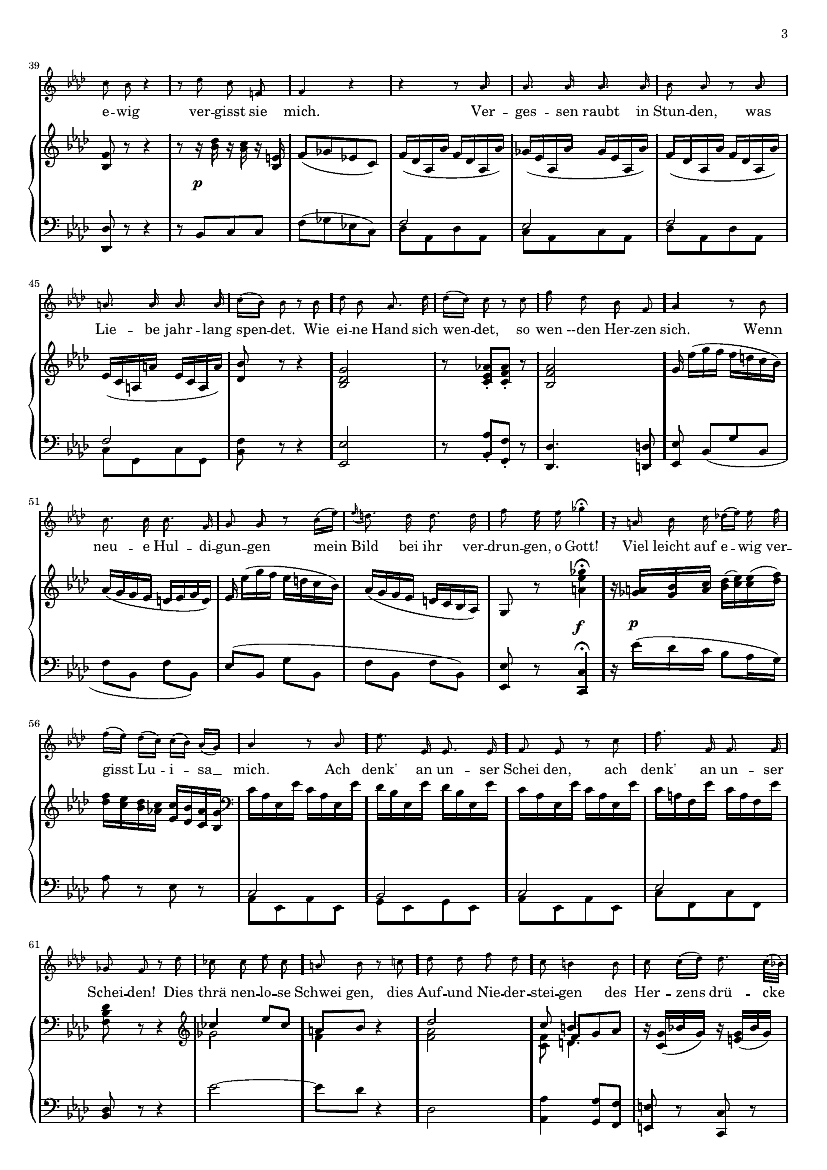 3
39
e-wig ver-gisst sie mich. Ver - ges - sen raubt in Stun-den, was
p
45
Lie - be jahr - lang spen-det. Wie ei-ne Hand sich wen-det, so wen --den Her-zen sich. Wenn
51
neu - e Hul - di-gun-gen mein Bild bei ihr ver-drun-gen, o Gott! Viel leicht auf e-wig ver-
f p
56
gisst Lu - i - sa_ mich. Ach denk' an un - ser Schei den, ach denk' an un - ser
61
Schei-den! Dies thrä nen-lo-se Schwei gen, dies Auf-und Nie-der-stei-gen des Her - zens drü - cke